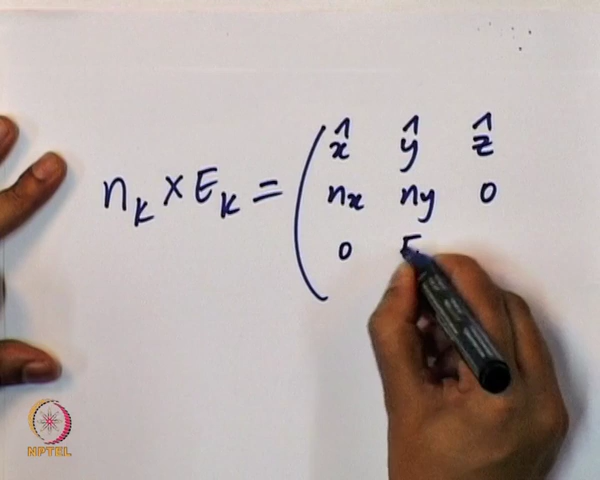 n_k × E_k = ( x̂ ŷ ẑ
nx ny 0
0 E
NPTEL